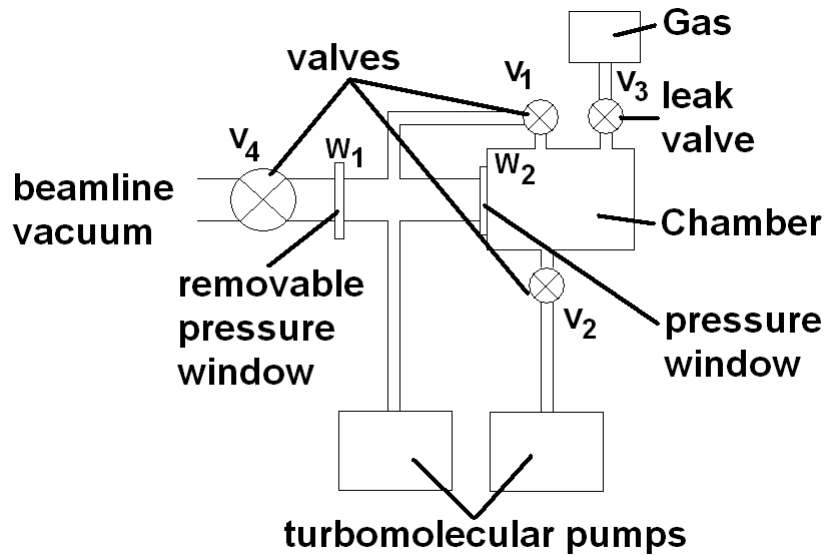 Gas
valves
V1
V3
leak
valve
V4
W1
W2
beamline
vacuum
Chamber
removable
pressure
window
V2
pressure
window
turbomolecular pumps